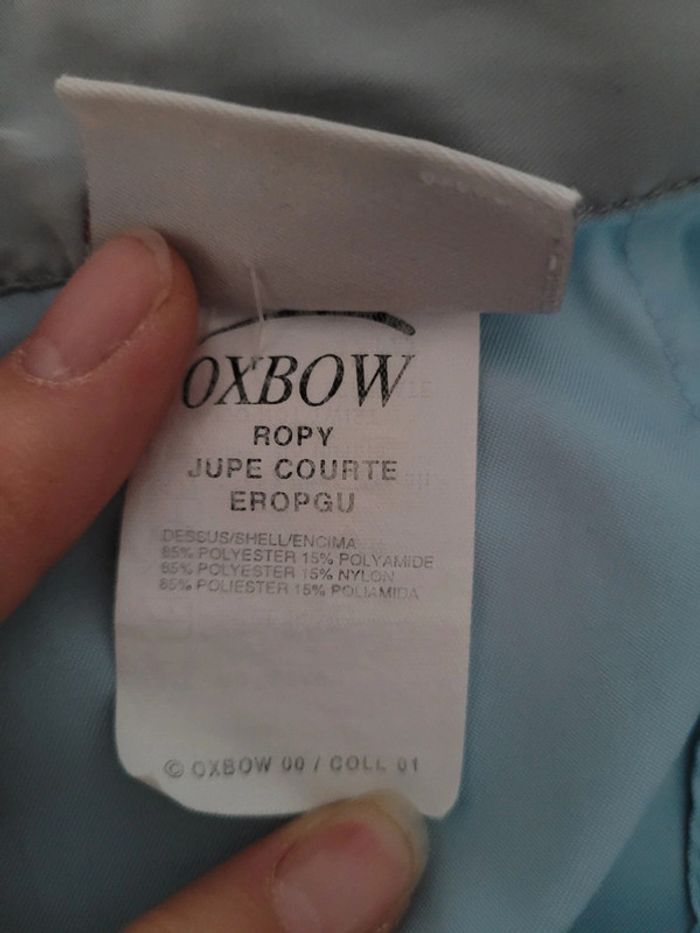 OXBOW
ROPY
JUPE COURTE
EROPGU
DESSUS/SHELL/ENCIMA
85% POLYESTER 15% POLYAMIDE
85% POLYESTER 15% NYLON
85% POLIESTER 15% POLIAMIDA
© OXBOW 00 / COLL 01